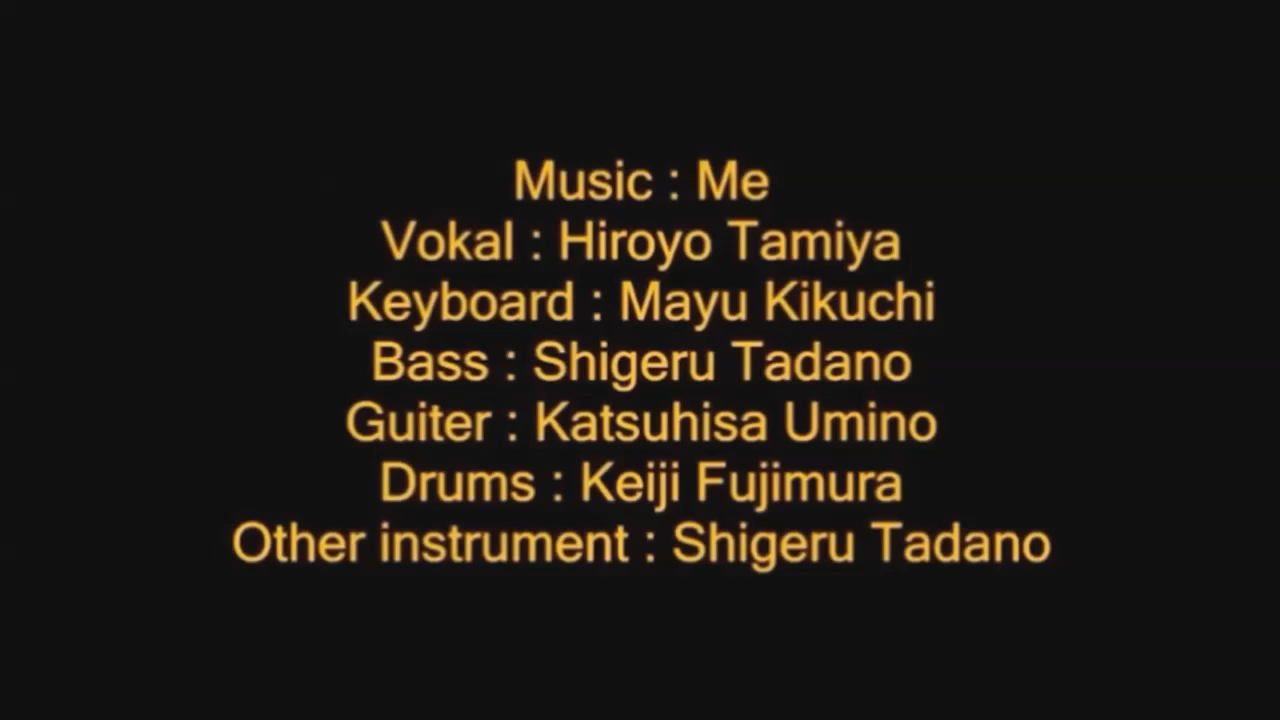 Music : Me
Vokal : Hiroyo Tamiya
Keyboard : Mayu Kikuchi
Bass : Shigeru Tadano
Guiter : Katsuhisa Umino
Drums : Keiji Fujimura
Other instrument : Shigeru Tadano